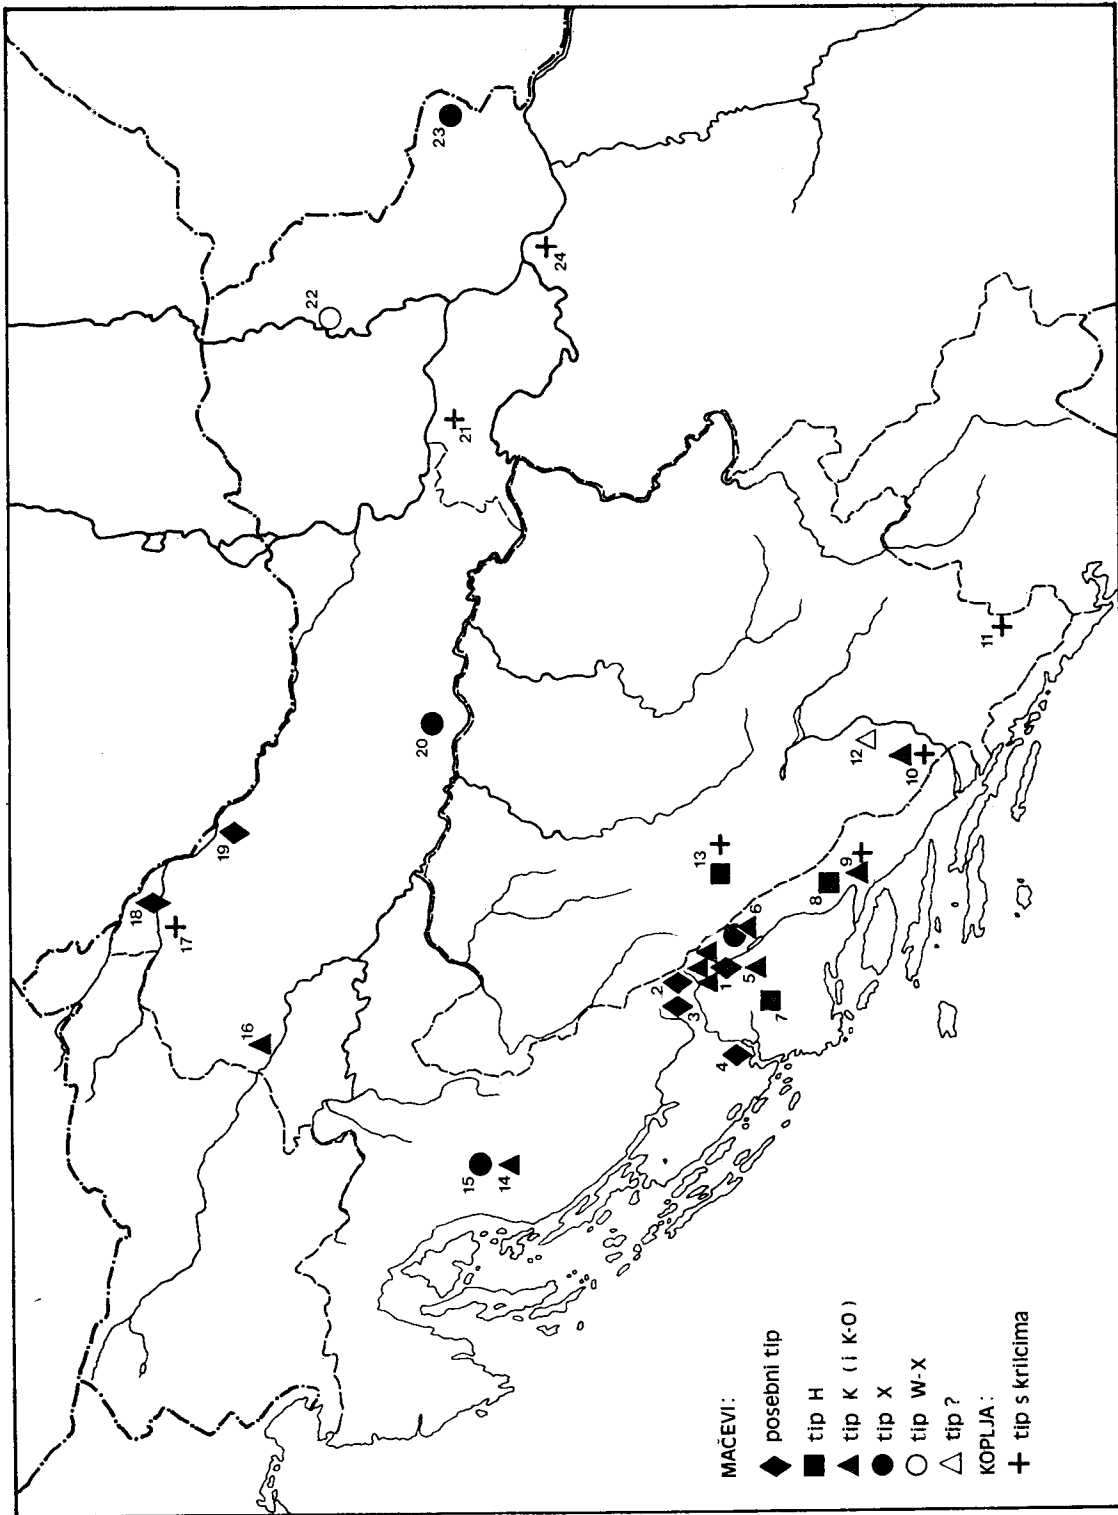 23
22
24
21
20
19
18
17
16
15
14
13
12
11
10
9
8
7
6
5
4
3
2
1
MAČEVI :
posebni tip
tip H
tip K ( i K-O )
tip X
tip W-X
tip ?
KOPLJA :
tip s krilcima